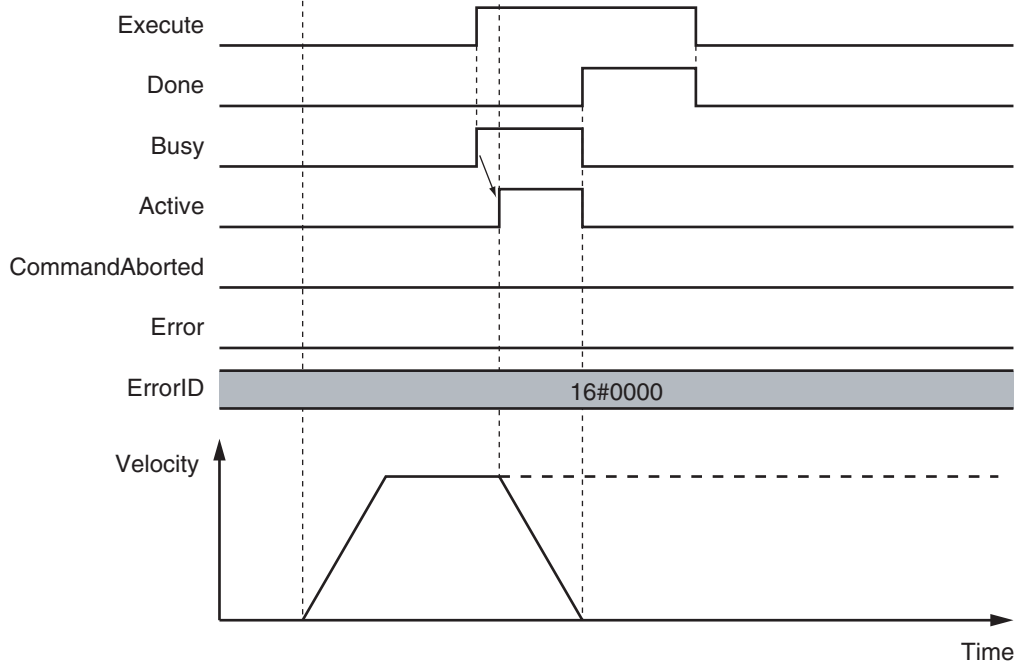 Execute
Done
Busy
Active
CommandAborted
Error
ErrorID
16#0000
Velocity
Time